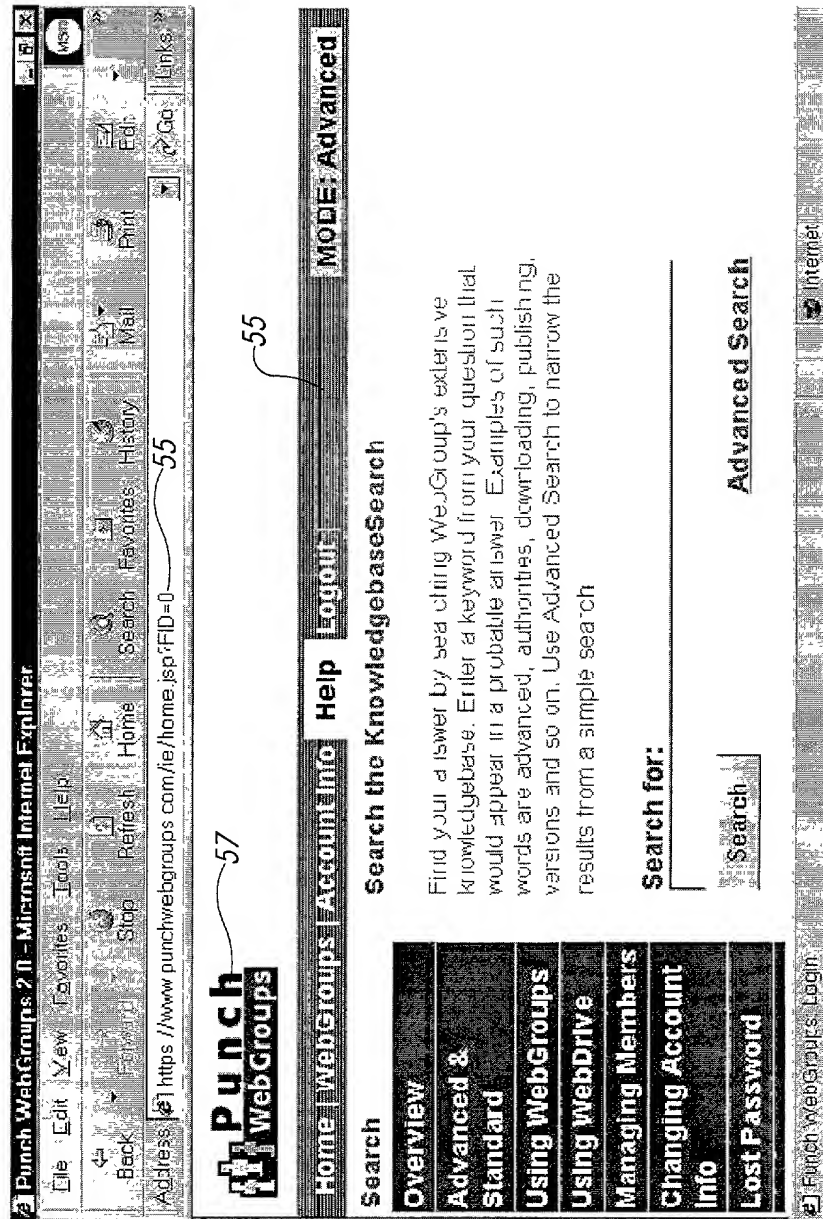 Punch WebGroups 2.0 - Microsoft Internet Explorer
File Edit View Favorites Tools Help
msn
Back Forward Stop Refresh Home Search Favorites History Mail Print Edit
Address https://www.punchwebgroups.com/ie/home.jsp?FID=0 Go Links »
55
Punch
WebGroups
57
Home | WebGroups | Account Info Help Logout MODE: Advanced
55
Search
Overview
Advanced &
Standard
Using WebGroups
Using WebDrive
Managing Members
Changing Account
Info
Lost Password
Search the KnowledgebaseSearch
Find your answer by searching WebGroup's extensive
knowledgebase. Enter a keyword from your question that
would appear in a probable answer. Examples of such
words are advanced, authorities, downloading, publishing,
versions and so on. Use Advanced Search to narrow the
results from a simple search
Search for:
Search
Advanced Search
Punch WebGroups: Login
Internet